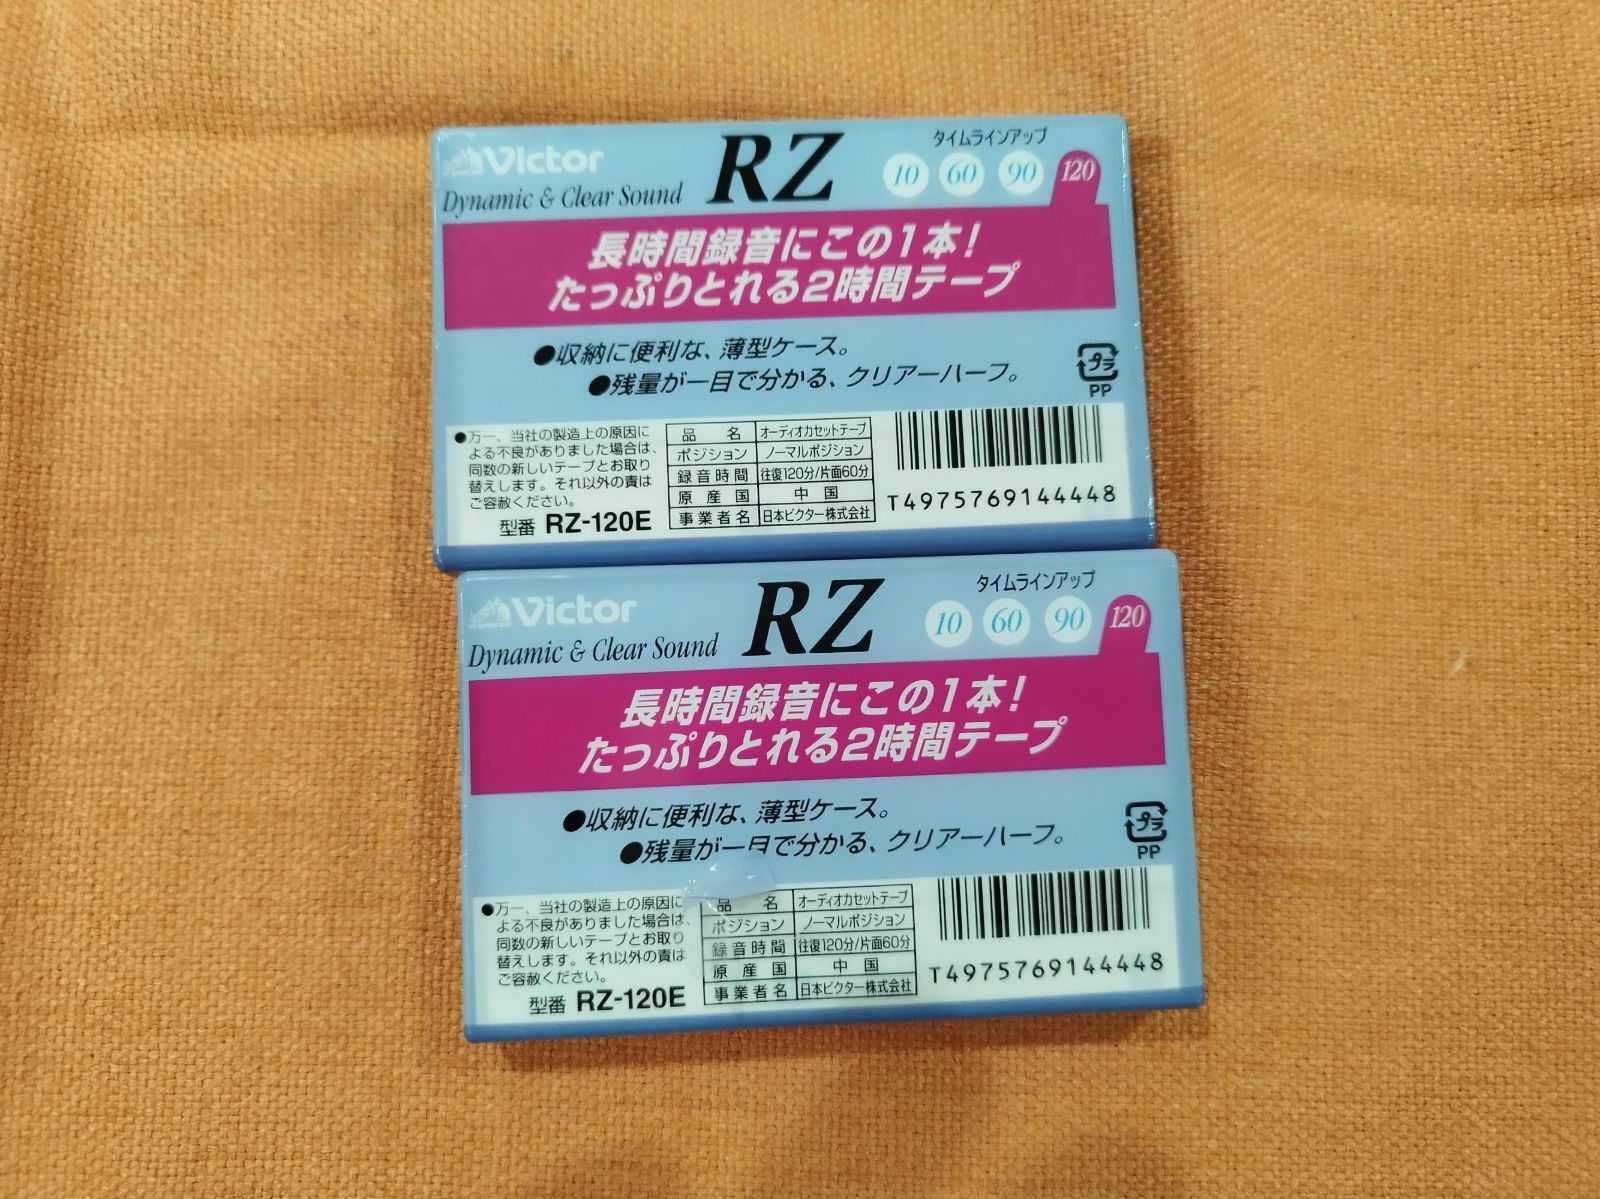 Victor
RZ
タイムラインアップ
10 60 90 120
Dynamic & Clear Sound
長時間録音にこの1本!
たっぷりとれる2時間テープ
●収納に便利な、薄型ケース。
●残量が一目で分かる、クリアーハーフ。
プラ
PP
●万一、当社の製造上の原因に
よる不良がありました場合は、
同数の新しいテープとお取り
替えします。それ以外の責は
ご容赦ください。
型番 RZ-120E
品名 オーディオカセットテープ
ポジション ノーマルポジション
録音時間 往復120分/片面60分
原産国 中国
事業者名 日本ビクター株式会社
T4975769144448
Victor
RZ
タイムラインアップ
10 60 90 120
Dynamic & Clear Sound
長時間録音にこの1本!
たっぷりとれる2時間テープ
●収納に便利な、薄型ケース。
●残量が一目で分かる、クリアーハーフ。
プラ
PP
●万一、当社の製造上の原因に
よる不良がありました場合は、
同数の新しいテープとお取り
替えします。それ以外の責は
ご容赦ください。
型番 RZ-120E
品名 オーディオカセットテープ
ポジション ノーマルポジション
録音時間 往復120分/片面60分
原産国 中国
事業者名 日本ビクター株式会社
T4975769144448